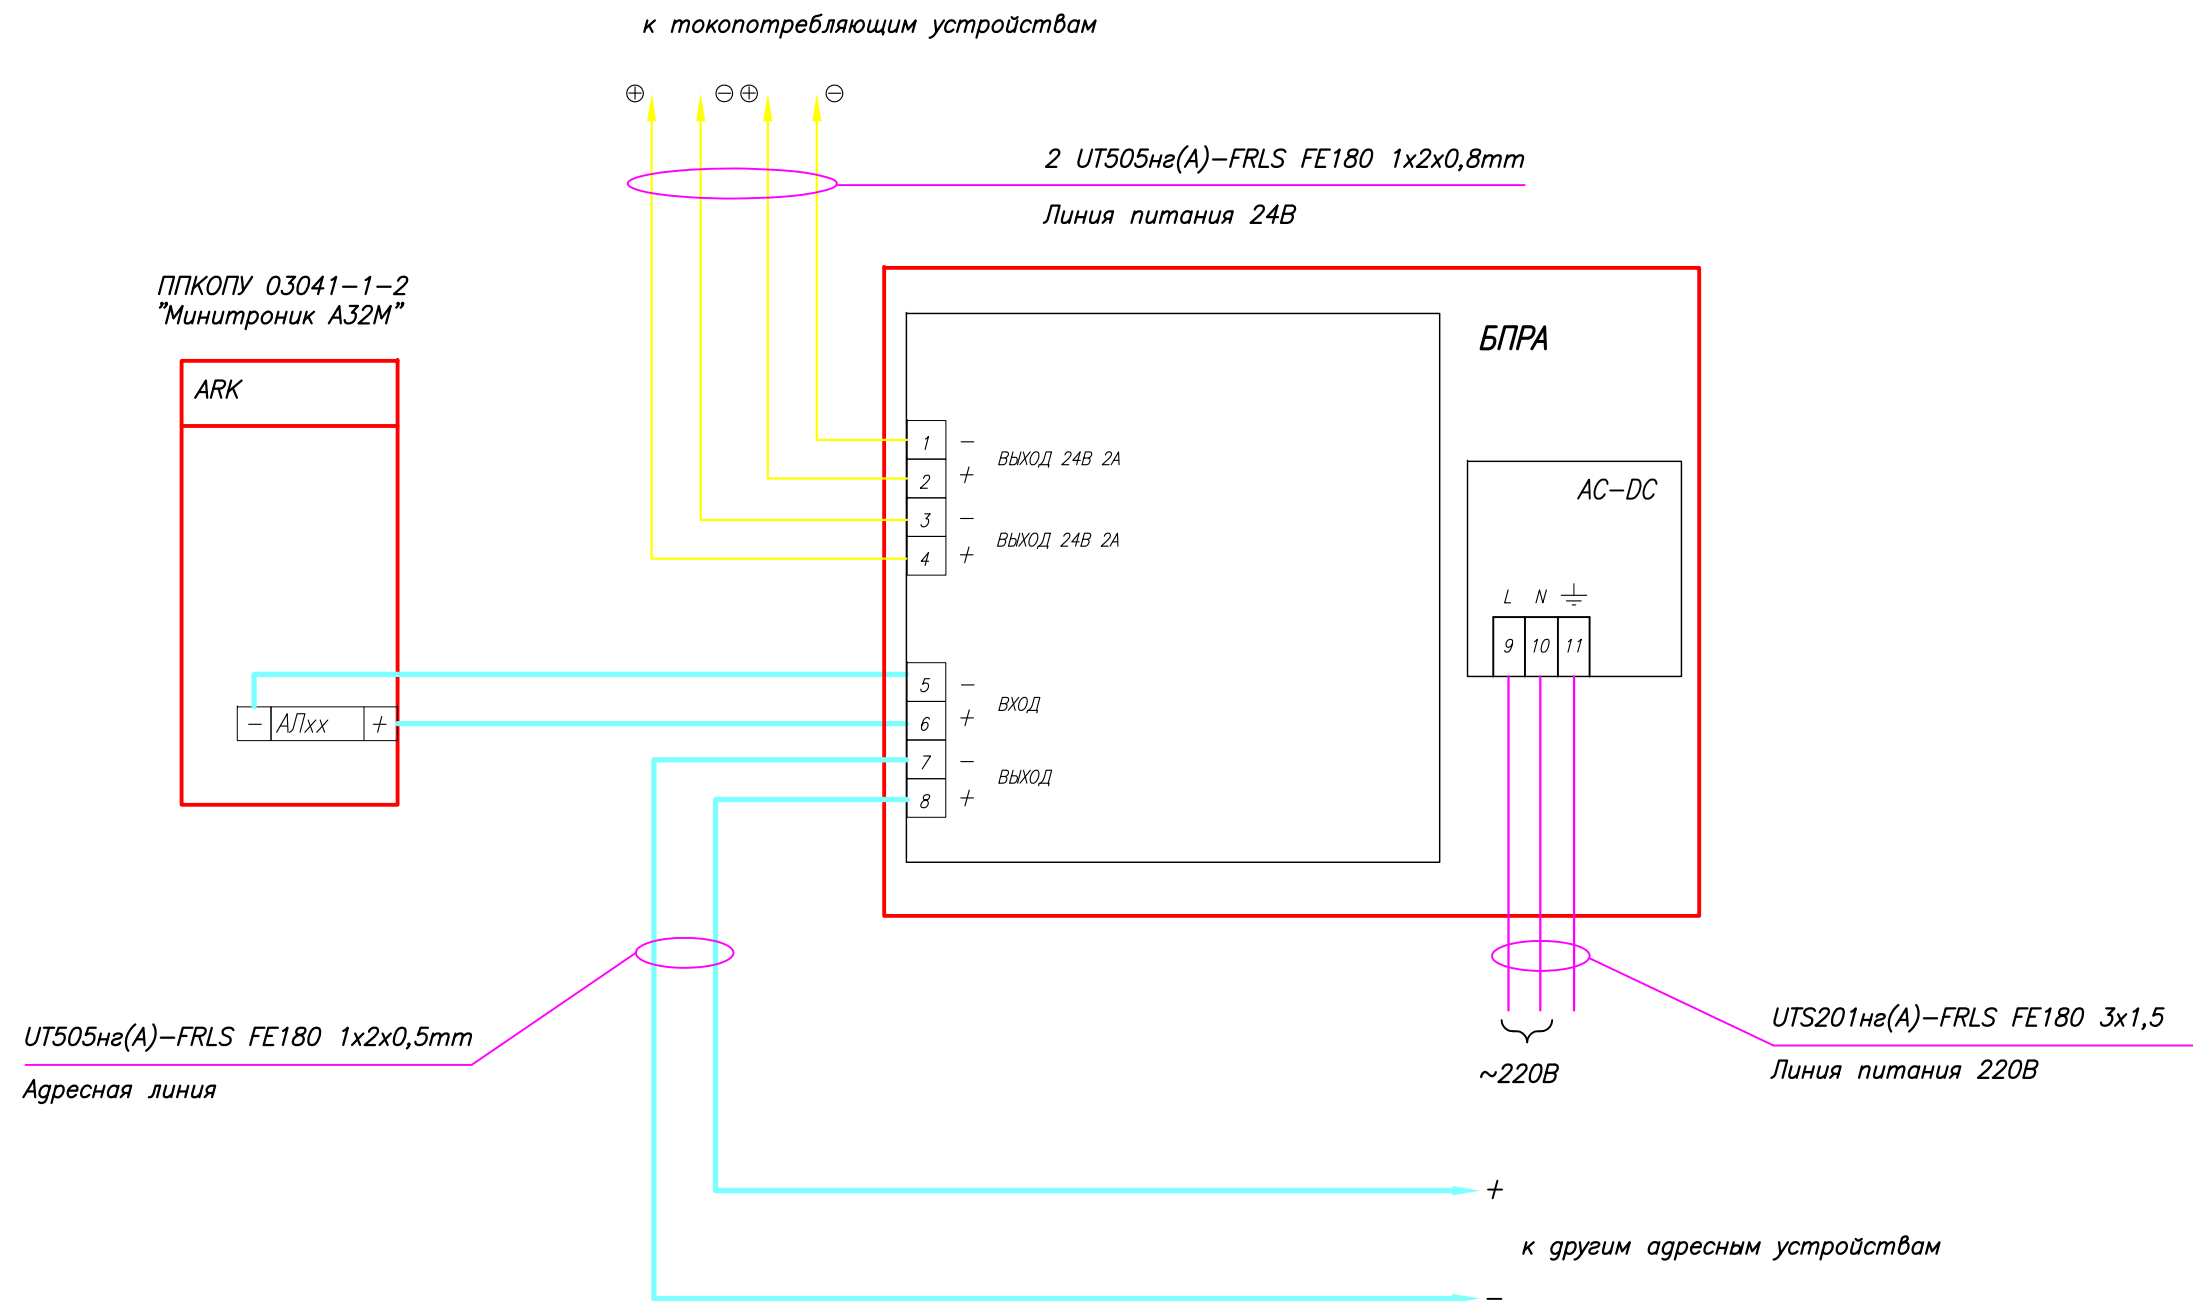 к токопотребляющим устройствам
2 UT505нг(А)-FRLS FE180 1x2x0,8mm
Линия питания 24В
ППКОПУ 03041-1-2
"Минитроник А32М"
ARK
БПРА
1 -
ВЫХОД 24В 2А
2 +
3 -
ВЫХОД 24В 2А
4 +
AC-DC
L N
9 10 11
5 -
ВХОД
- АЛхх +
6 +
7 -
ВЫХОД
8 +
UT505нг(А)-FRLS FE180 1x2x0,5mm
Адресная линия
UTS201нг(А)-FRLS FE180 3x1,5
Линия питания 220В
~220В
+
к другим адресным устройствам
-